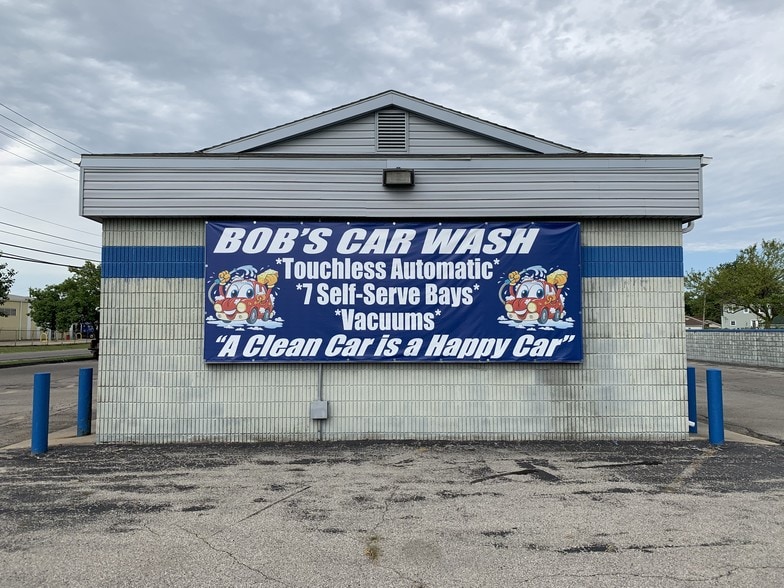 BOB'S CAR WASH
*Touchless Automatic*
*7 Self-Serve Bays*
*Vacuums*
"A Clean Car is a Happy Car"